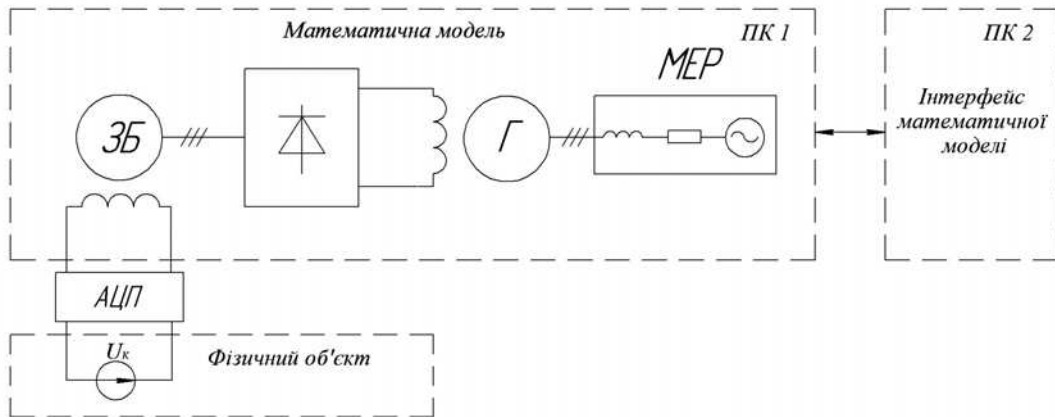 Математична модель
ПК 1
ПК 2
МЕР
ЗБ
Г
Інтерфейс
математичної
моделі
АЦП
Uк
Фізичний об'єкт